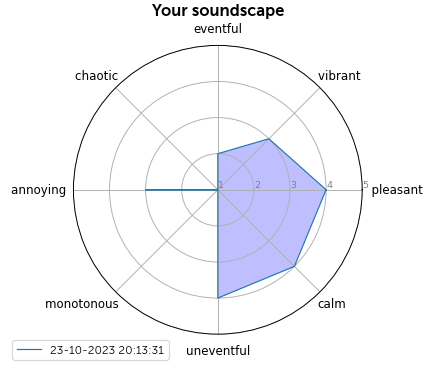 Your soundscape
eventful
chaotic
vibrant
annoying
1 2 3 4 5
pleasant
monotonous
calm
uneventful
23-10-2023 20:13:31